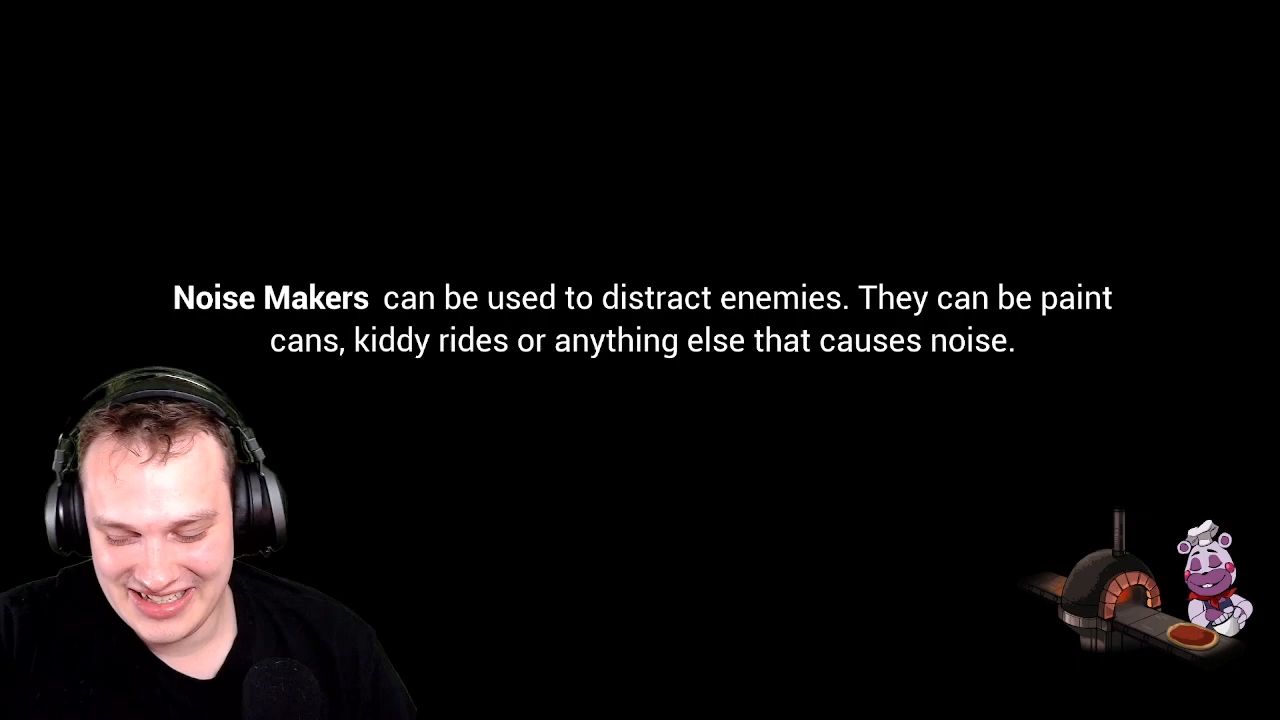 Noise Makers can be used to distract enemies. They can be paint
cans, kiddy rides or anything else that causes noise.